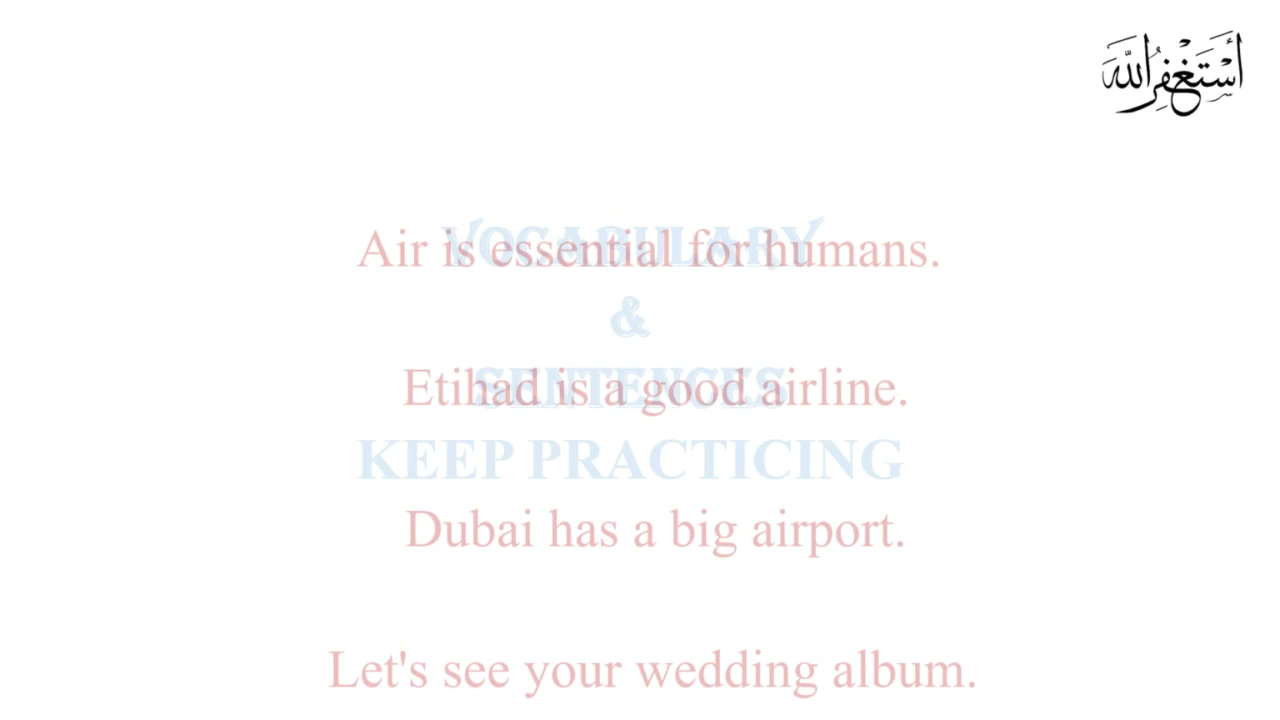 أَسْتَغْفِرُ اللَّه
VOCABULARY
Air is essential for humans.
&
SENTENCES
Etihad is a good airline.
KEEP PRACTICING
Dubai has a big airport.
Let's see your wedding album.